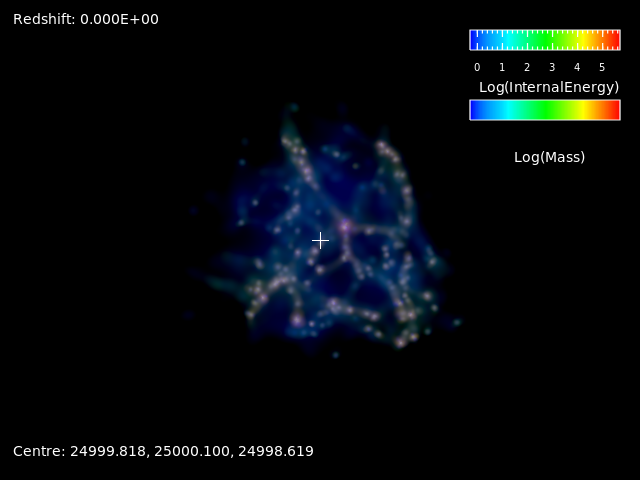 Redshift: 0.000E+00
0 1 2 3 4 5
Log(InternalEnergy)
Log(Mass)
Centre: 24999.818, 25000.100, 24998.619